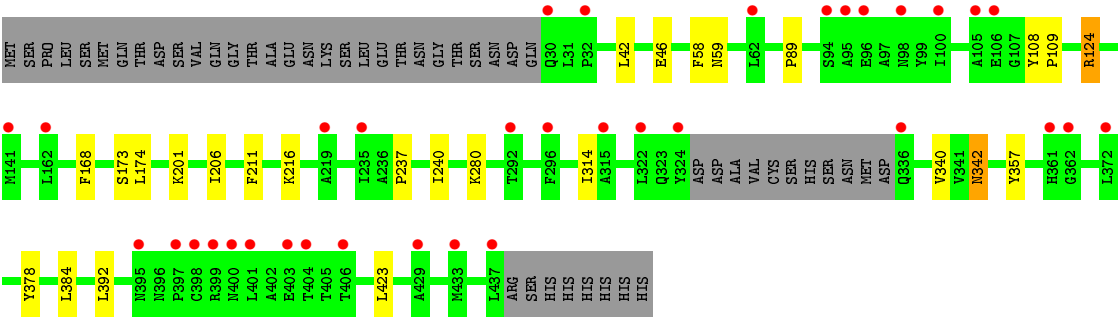 MET SER PRO LEU SER MET GLN THR THR ASP SER SER VAL GLN GLY THR ALA GLU ASN LYS SER LEU GLU THR ASN GLY THR SER ASN ASP GLN Q30 L31 P32 L42 E46 F58 N59 L62 P89 S94 A95 E96 A97 N98 Y99 I100 A105 E106 G107 Y108 P109 R124
M141 L162 F168 S173 L174 K201 I206 F211 K216 A219 I235 A236 P237 I240 K280 T292 F296 I314 A315 L322 Q323 Y324 ASP ASP ALA VAL CYS SER HIS SER ASN MET ASP Q336 V340 V341 N342 Y357 H361 G362 L372
Y378 L384 L392 N395 N396 P397 C398 R399 N400 L401 A402 E403 T404 T405 T406 L423 A429 M433 L437 ARG SER HIS HIS HIS HIS HIS HIS